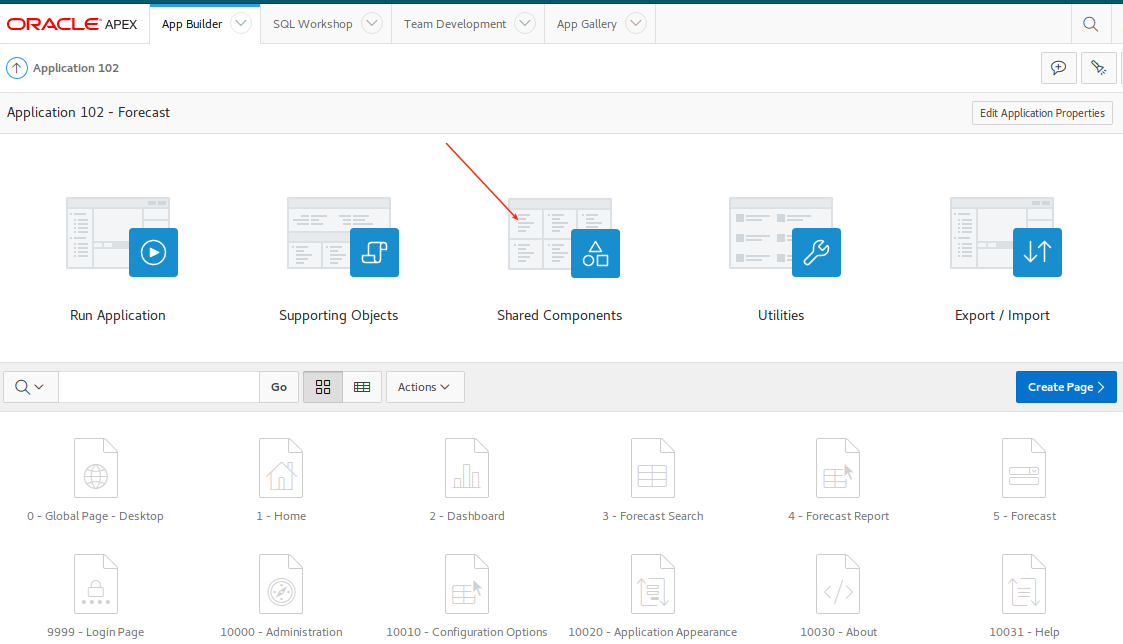 ORACLE APEX App Builder SQL Workshop Team Development App Gallery
Application 102
Application 102 - Forecast Edit Application Properties
Run Application Supporting Objects Shared Components Utilities Export / Import
Go Actions Create Page
0 - Global Page - Desktop 1 - Home 2 - Dashboard 3 - Forecast Search 4 - Forecast Report 5 - Forecast
9999 - Login Page 10000 - Administration 10010 - Configuration Options 10020 - Application Appearance 10030 - About 10031 - Help